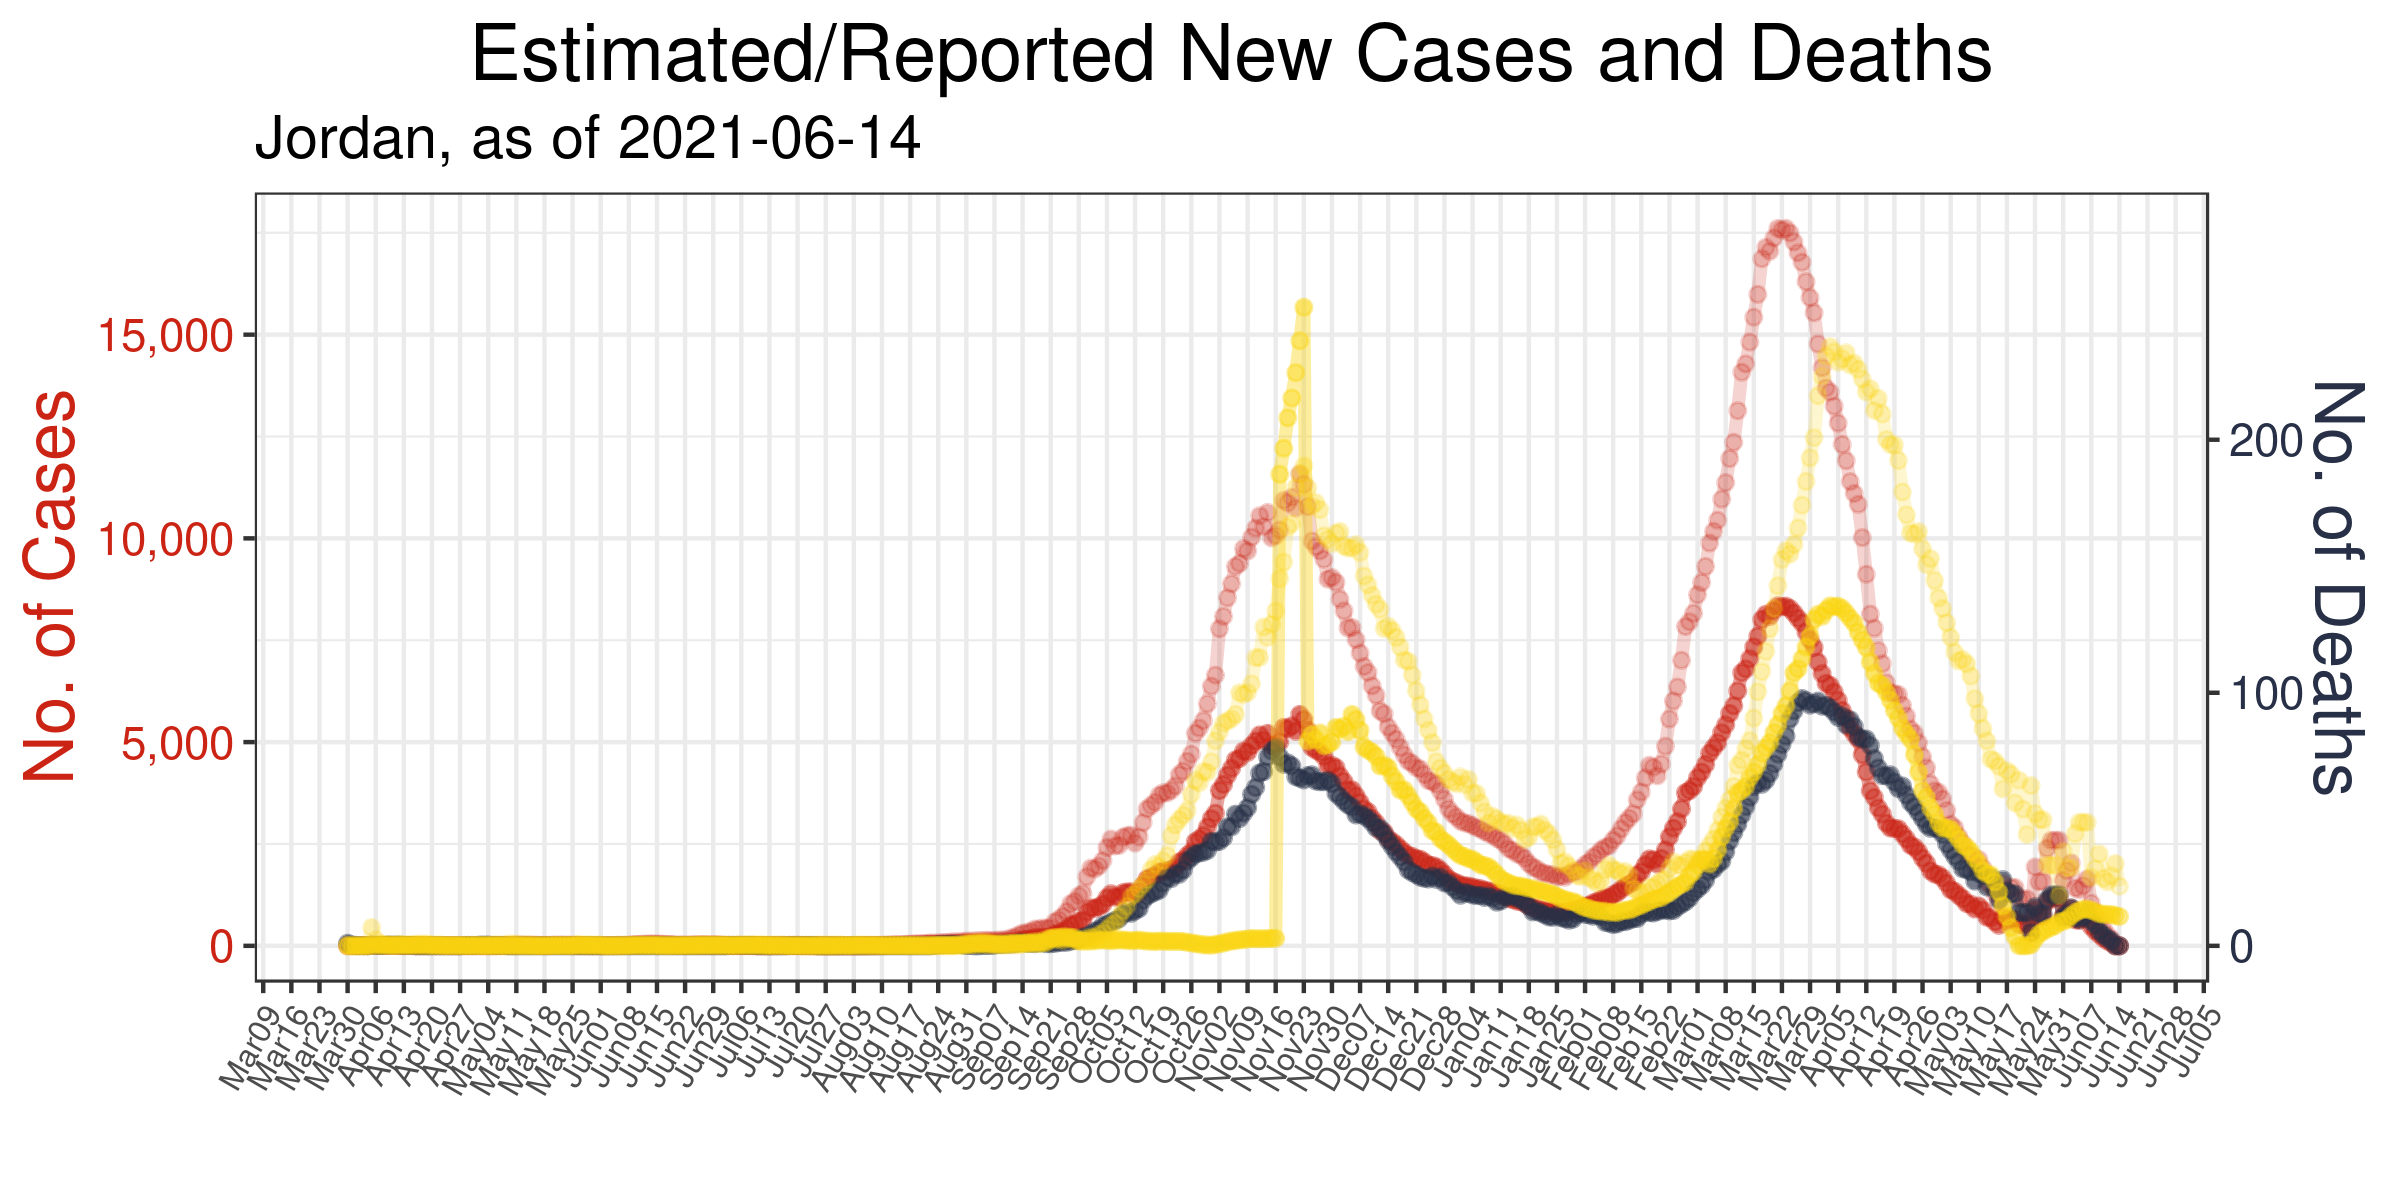 Estimated/Reported New Cases and Deaths
Jordan, as of 2021-06-14
No. of Cases
15,000
10,000
5,000
0
No. of Deaths
200
100
0
Mar09
Mar16
Mar23
Mar30
Apr06
Apr13
Apr20
Apr27
May04
May11
May18
May25
Jun01
Jun08
Jun15
Jun22
Jun29
Jul06
Jul13
Jul20
Jul27
Aug03
Aug10
Aug17
Aug24
Aug31
Sep07
Sep14
Sep21
Sep28
Oct05
Oct12
Oct19
Oct26
Nov02
Nov09
Nov16
Nov23
Nov30
Dec07
Dec14
Dec21
Dec28
Jan04
Jan11
Jan18
Jan25
Feb01
Feb08
Feb15
Feb22
Mar01
Mar08
Mar15
Mar22
Mar29
Apr05
Apr12
Apr19
Apr26
May03
May10
May17
May24
May31
Jun07
Jun14
Jun21
Jun28
Jul05